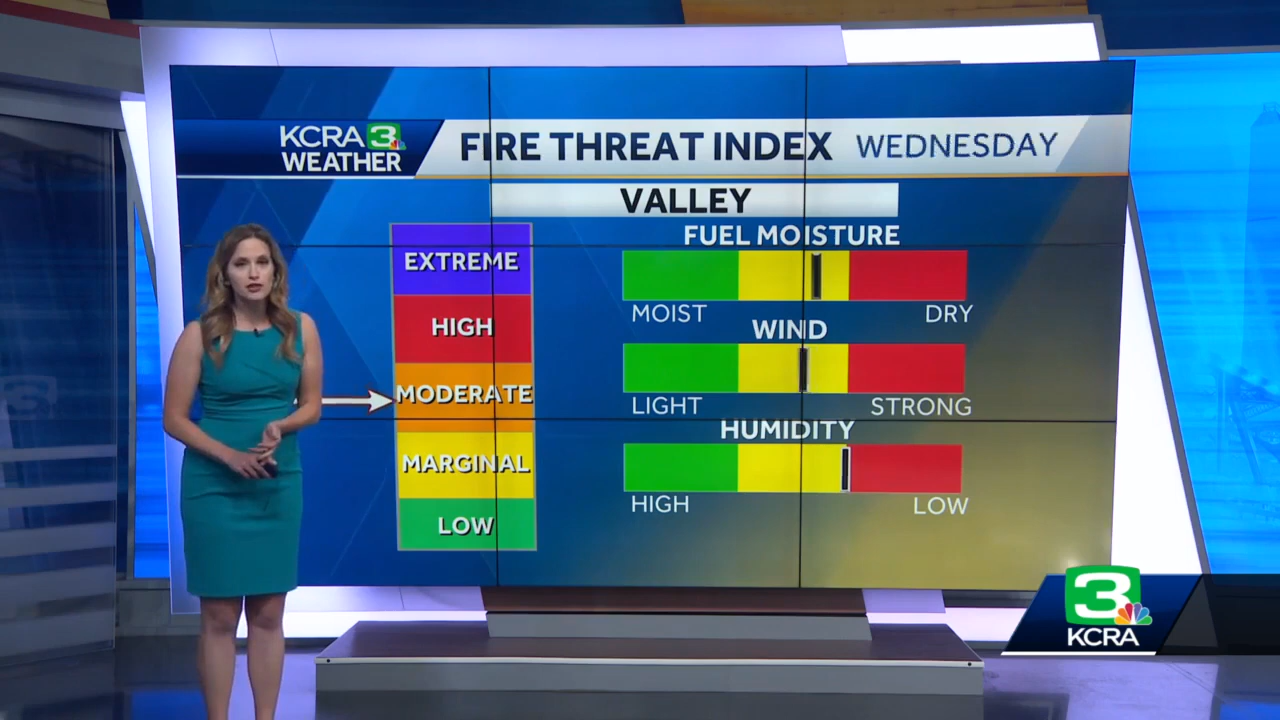 KCRA 3
WEATHER
FIRE THREAT INDEX WEDNESDAY
VALLEY
EXTREME
HIGH
MODERATE
MARGINAL
LOW
FUEL MOISTURE
MOIST DRY
WIND
LIGHT STRONG
HUMIDITY
HIGH LOW
3
KCRA